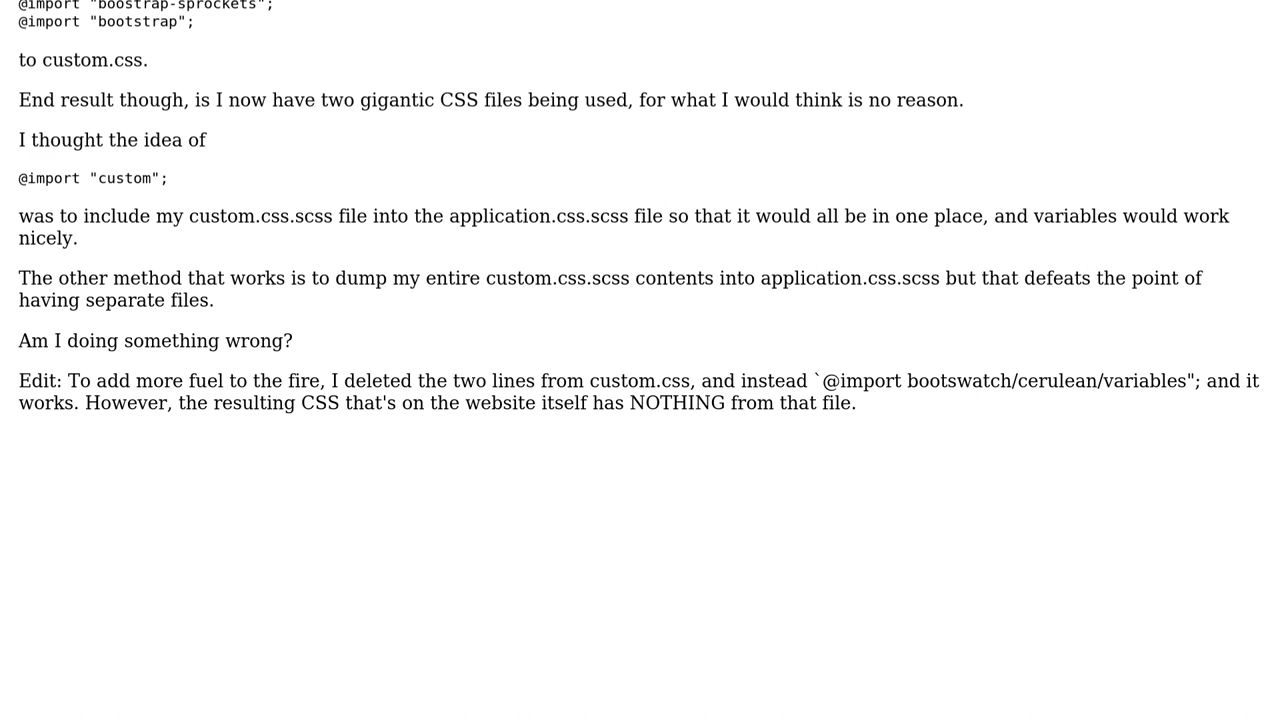 @import "boostrap-sprockets";
@import "bootstrap";
to custom.css.
End result though, is I now have two gigantic CSS files being used, for what I would think is no reason.
I thought the idea of
@import "custom";
was to include my custom.css.scss file into the application.css.scss file so that it would all be in one place, and variables would work
nicely.
The other method that works is to dump my entire custom.css.scss contents into application.css.scss but that defeats the point of
having separate files.
Am I doing something wrong?
Edit: To add more fuel to the fire, I deleted the two lines from custom.css, and instead `@import bootswatch/cerulean/variables"; and it
works. However, the resulting CSS that's on the website itself has NOTHING from that file.